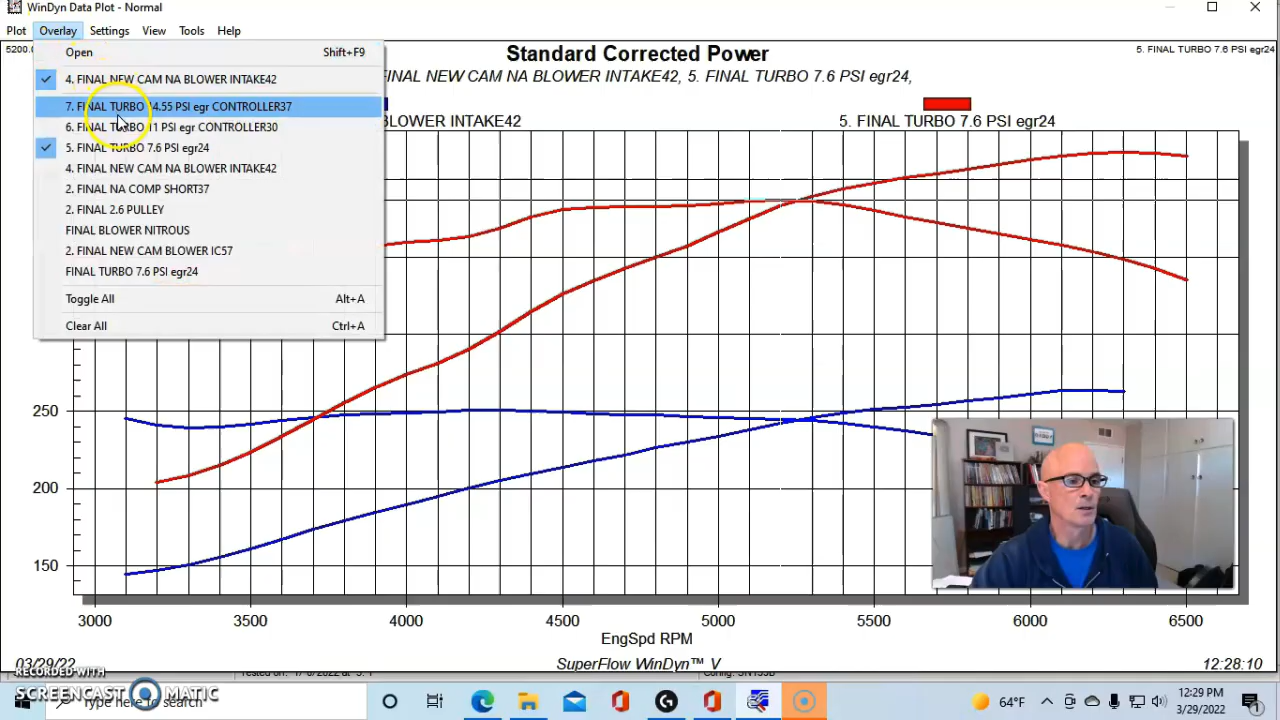 WinDyn Data Plot - Normal
Plot Overlay Settings View Tools Help
5200.
Open Shift+F9
4. FINAL NEW CAM NA BLOWER INTAKE42
7. FINAL TURBO 14.55 PSI egr CONTROLLER37
6. FINAL TURBO 11 PSI egr CONTROLLER30
5. FINAL TURBO 7.6 PSI egr24
4. FINAL NEW CAM NA BLOWER INTAKE42
2. FINAL NA COMP SHORT37
2. FINAL 2.6 PULLEY
FINAL BLOWER NITROUS
2. FINAL NEW CAM BLOWER IC57
FINAL TURBO 7.6 PSI egr24
Toggle All Alt+A
Clear All Ctrl+A
Standard Corrected Power
5. FINAL TURBO 7.6 PSI egr24
INAL NEW CAM NA BLOWER INTAKE42, 5. FINAL TURBO 7.6 PSI egr24,
BLOWER INTAKE42
5. FINAL TURBO 7.6 PSI egr24
250
200
150
3000 3500 4000 4500 5000 5500 6000 6500
EngSpd RPM
03/29/22
SuperFlow WinDyn™ V
12:28:10
RECORDED WITH
SCREENCAST MATIC
Type here to search
64°F
12:29 PM
3/29/2022